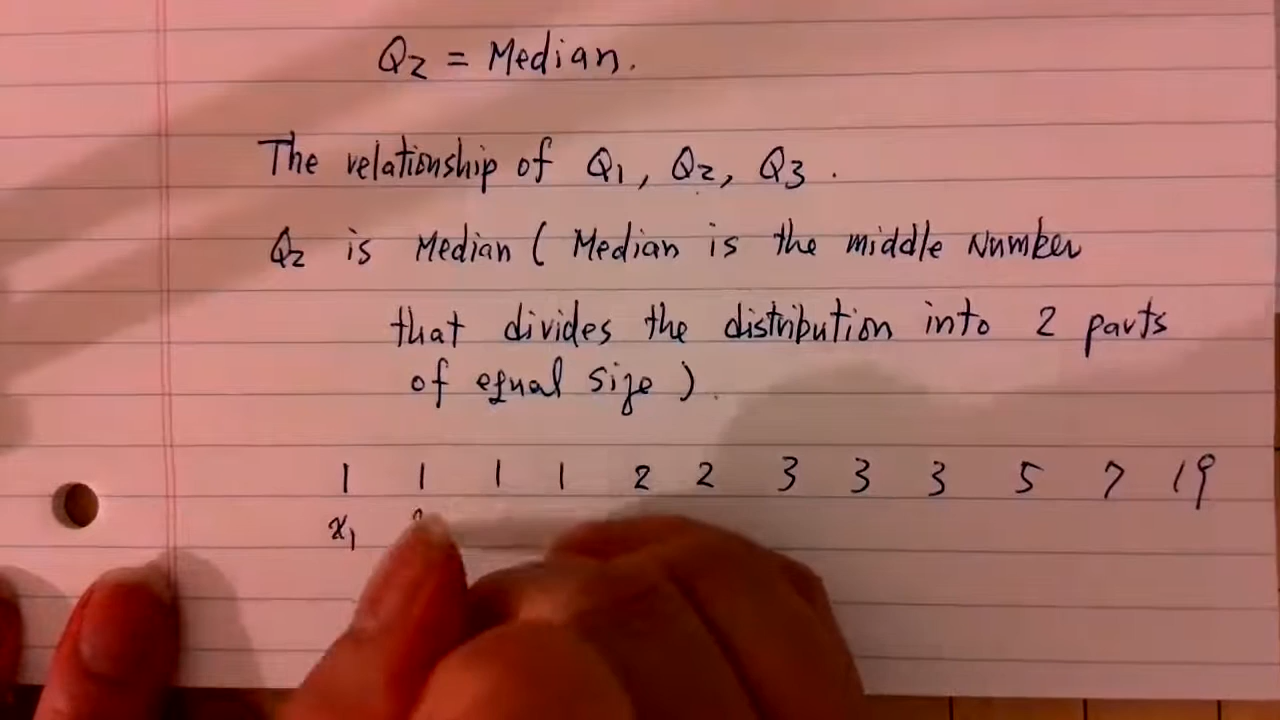 Q2 = Median.
The relationship of Q1, Q2, Q3.
Q2 is Median ( Median is the middle Number
that divides the distribution into 2 parts
of equal size ).
1 1 1 1 2 2 3 3 3 5 7 19
x1